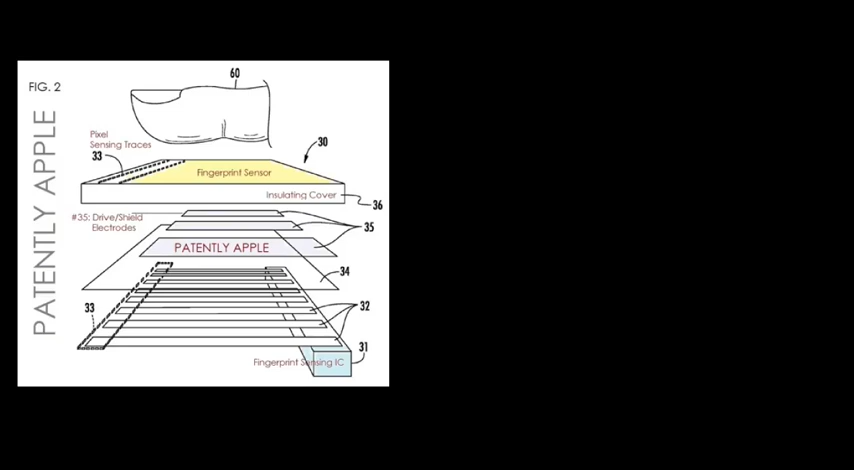 60
FIG. 2
PATENTLY APPLE
Pixel
Sensing Traces
33
30
Fingerprint Sensor
Insulating Cover
36
#35: Drive/Shield
Electrodes
35
PATENTLY APPLE
34
33
32
31
Fingerprint Sensing IC